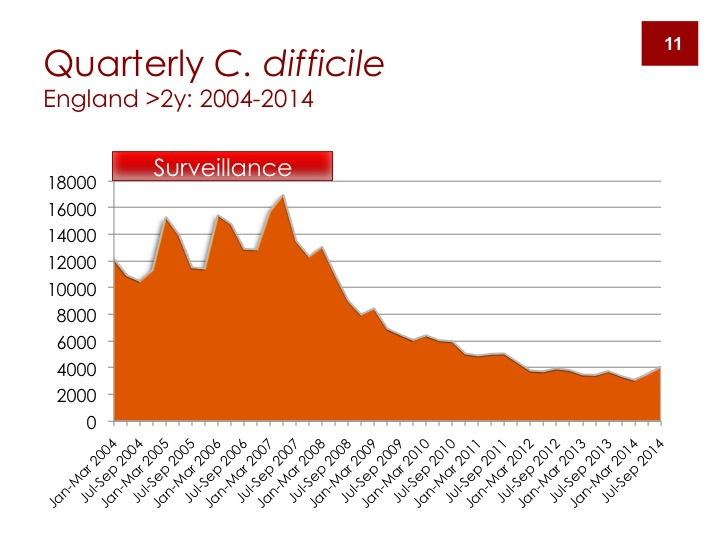 11
Quarterly C. difficile
England >2y: 2004-2014
Surveillance
18000
16000
14000
12000
10000
8000
6000
4000
2000
0
Jan-Mar 2004
Jul-Sep 2004
Jan-Mar 2005
Jul-Sep 2005
Jan-Mar 2006
Jul-Sep 2006
Jan-Mar 2007
Jul-Sep 2007
Jan-Mar 2008
Jul-Sep 2008
Jan-Mar 2009
Jul-Sep 2009
Jan-Mar 2010
Jul-Sep 2010
Jan-Mar 2011
Jul-Sep 2011
Jan-Mar 2012
Jul-Sep 2012
Jan-Mar 2013
Jul-Sep 2013
Jan-Mar 2014
Jul-Sep 2014